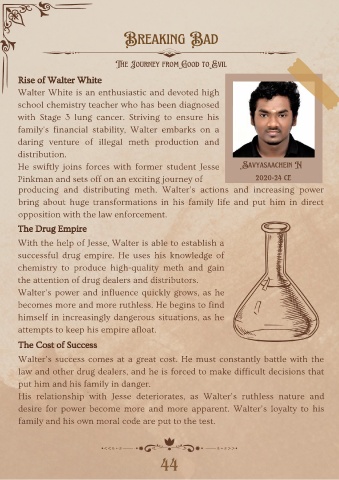 BREAKING BAD
THE JOURNEY FROM GOOD TO EVIL
Rise of Walter White
Walter White is an enthusiastic and devoted high
school chemistry teacher who has been diagnosed
with Stage 3 lung cancer. Striving to ensure his
family's financial stability, Walter embarks on a
daring venture of illegal meth production and
distribution.
He swiftly joins forces with former student Jesse
Pinkman and sets off on an exciting journey of
producing and distributing meth. Walter's actions and increasing power
bring about huge transformations in his family life and put him in direct
opposition with the law enforcement.
SAVYASAACHEIN N
2020-24 CE
The Drug Empire
With the help of Jesse, Walter is able to establish a
successful drug empire. He uses his knowledge of
chemistry to produce high-quality meth and gain
the attention of drug dealers and distributors.
Walter's power and influence quickly grows, as he
becomes more and more ruthless. He begins to find
himself in increasingly dangerous situations, as he
attempts to keep his empire afloat.
The Cost of Success
Walter's success comes at a great cost. He must constantly battle with the
law and other drug dealers, and he is forced to make difficult decisions that
put him and his family in danger.
His relationship with Jesse deteriorates, as Walter's ruthless nature and
desire for power become more and more apparent. Walter's loyalty to his
family and his own moral code are put to the test.
44